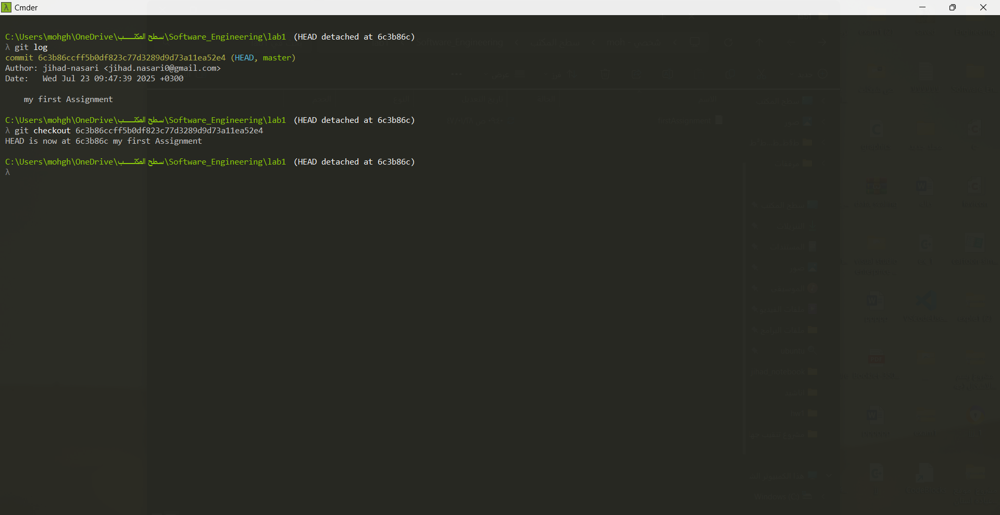 Cmder
C:\Users\mohgh\OneDrive\سطح المكتب\Software_Engineering\lab1 (HEAD detached at 6c3b86c)
λ git log
commit 6c3b86ccff5b0df823c77d3289d9d73a11ea52e4 (HEAD, master)
Author: jihad-nasari <jihad.nasari0@gmail.com>
Date:   Wed Jul 23 09:47:39 2025 +0300
my first Assignment
C:\Users\mohgh\OneDrive\سطح المكتب\Software_Engineering\lab1 (HEAD detached at 6c3b86c)
λ git checkout 6c3b86ccff5b0df823c77d3289d9d73a11ea52e4
HEAD is now at 6c3b86c my first Assignment
C:\Users\mohgh\OneDrive\سطح المكتب\Software_Engineering\lab1 (HEAD detached at 6c3b86c)
λ